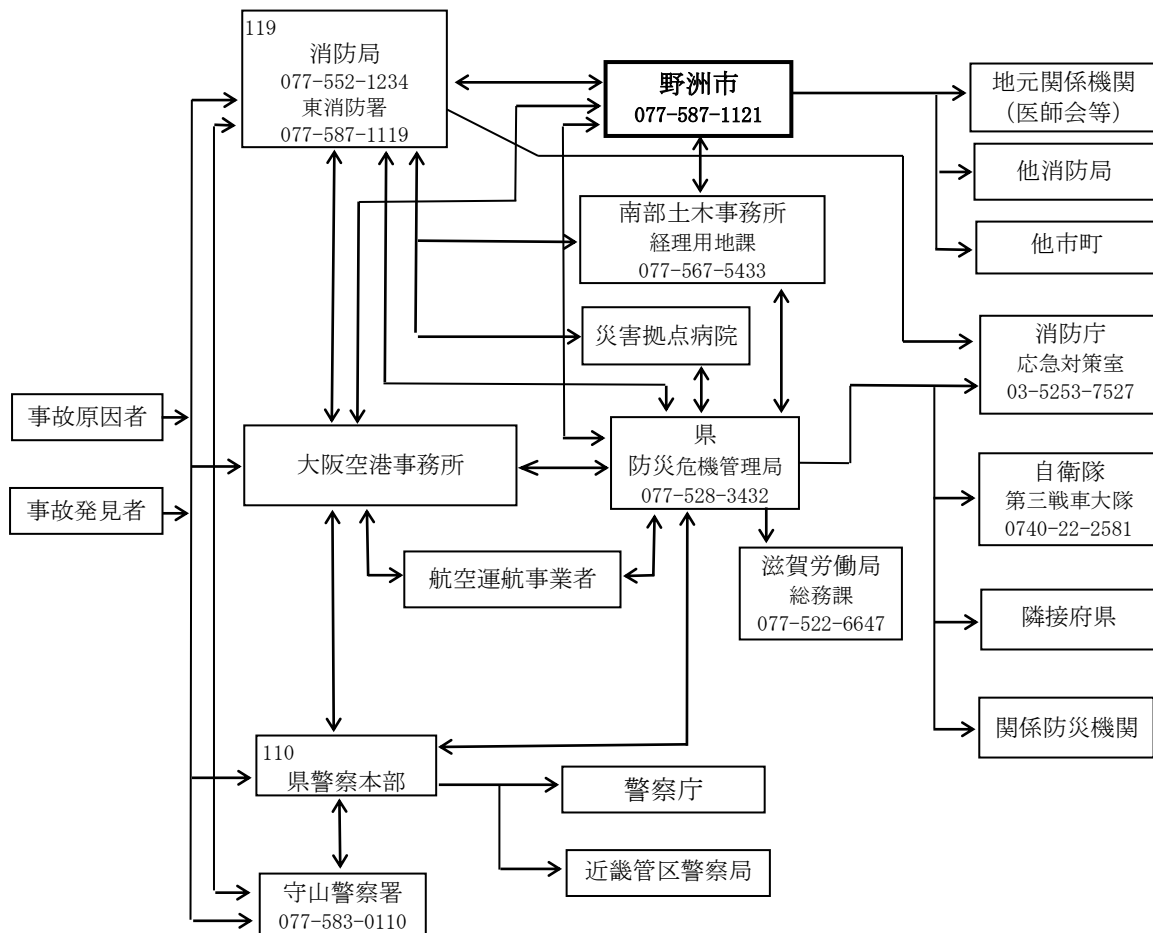 119
消防局
077-552-1234
東消防署
077-587-1119
野洲市
077-587-1121
地元関係機関
（医師会等）
他消防局
他市町
南部土木事務所
経理用地課
077-567-5433
災害拠点病院
消防庁
応急対策室
03-5253-7527
事故原因者
事故発見者
大阪空港事務所
県
防災危機管理局
077-528-3432
自衛隊
第三戦車大隊
0740-22-2581
航空運航事業者
滋賀労働局
総務課
077-522-6647
隣接府県
関係防災機関
110
県警察本部
警察庁
近畿管区警察局
守山警察署
077-583-0110